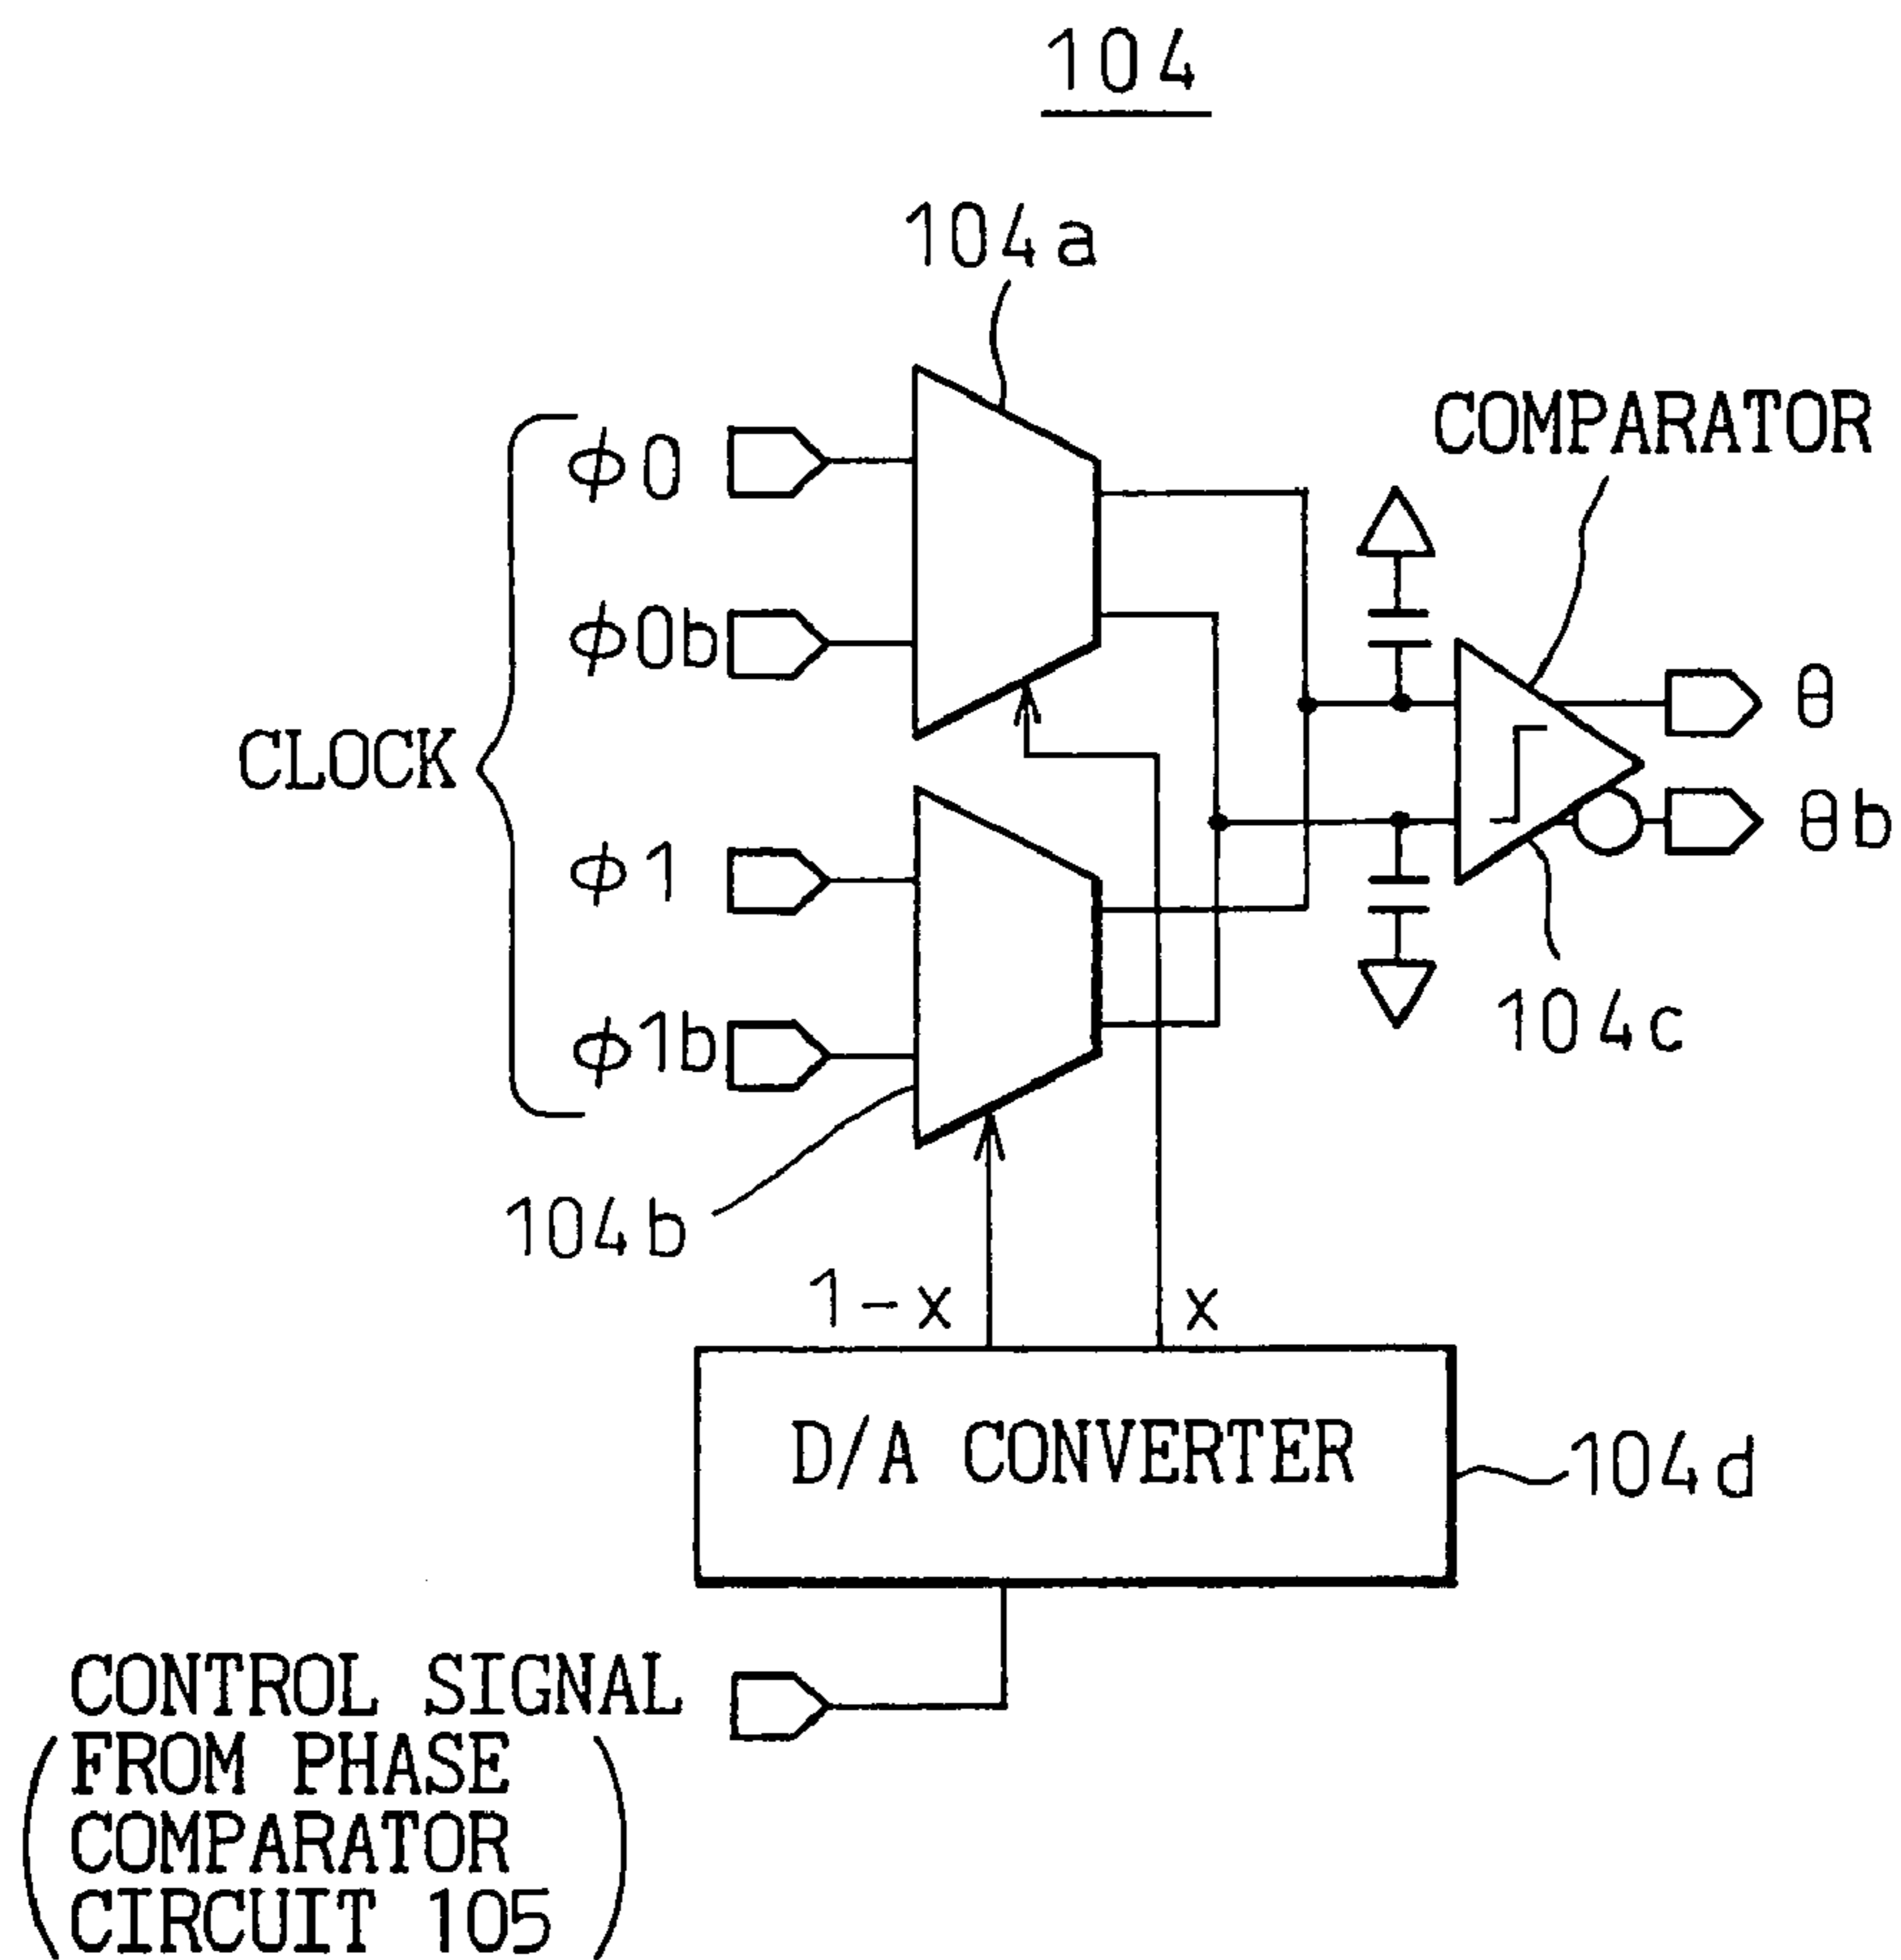 104
104a
COMPARATOR
ϕ0
ϕ0b
CLOCK
θ
θb
ϕ1
104c
ϕ1b
104b
1-x
x
D/A CONVERTER
104d
CONTROL SIGNAL
(FROM PHASE
COMPARATOR
CIRCUIT 105)